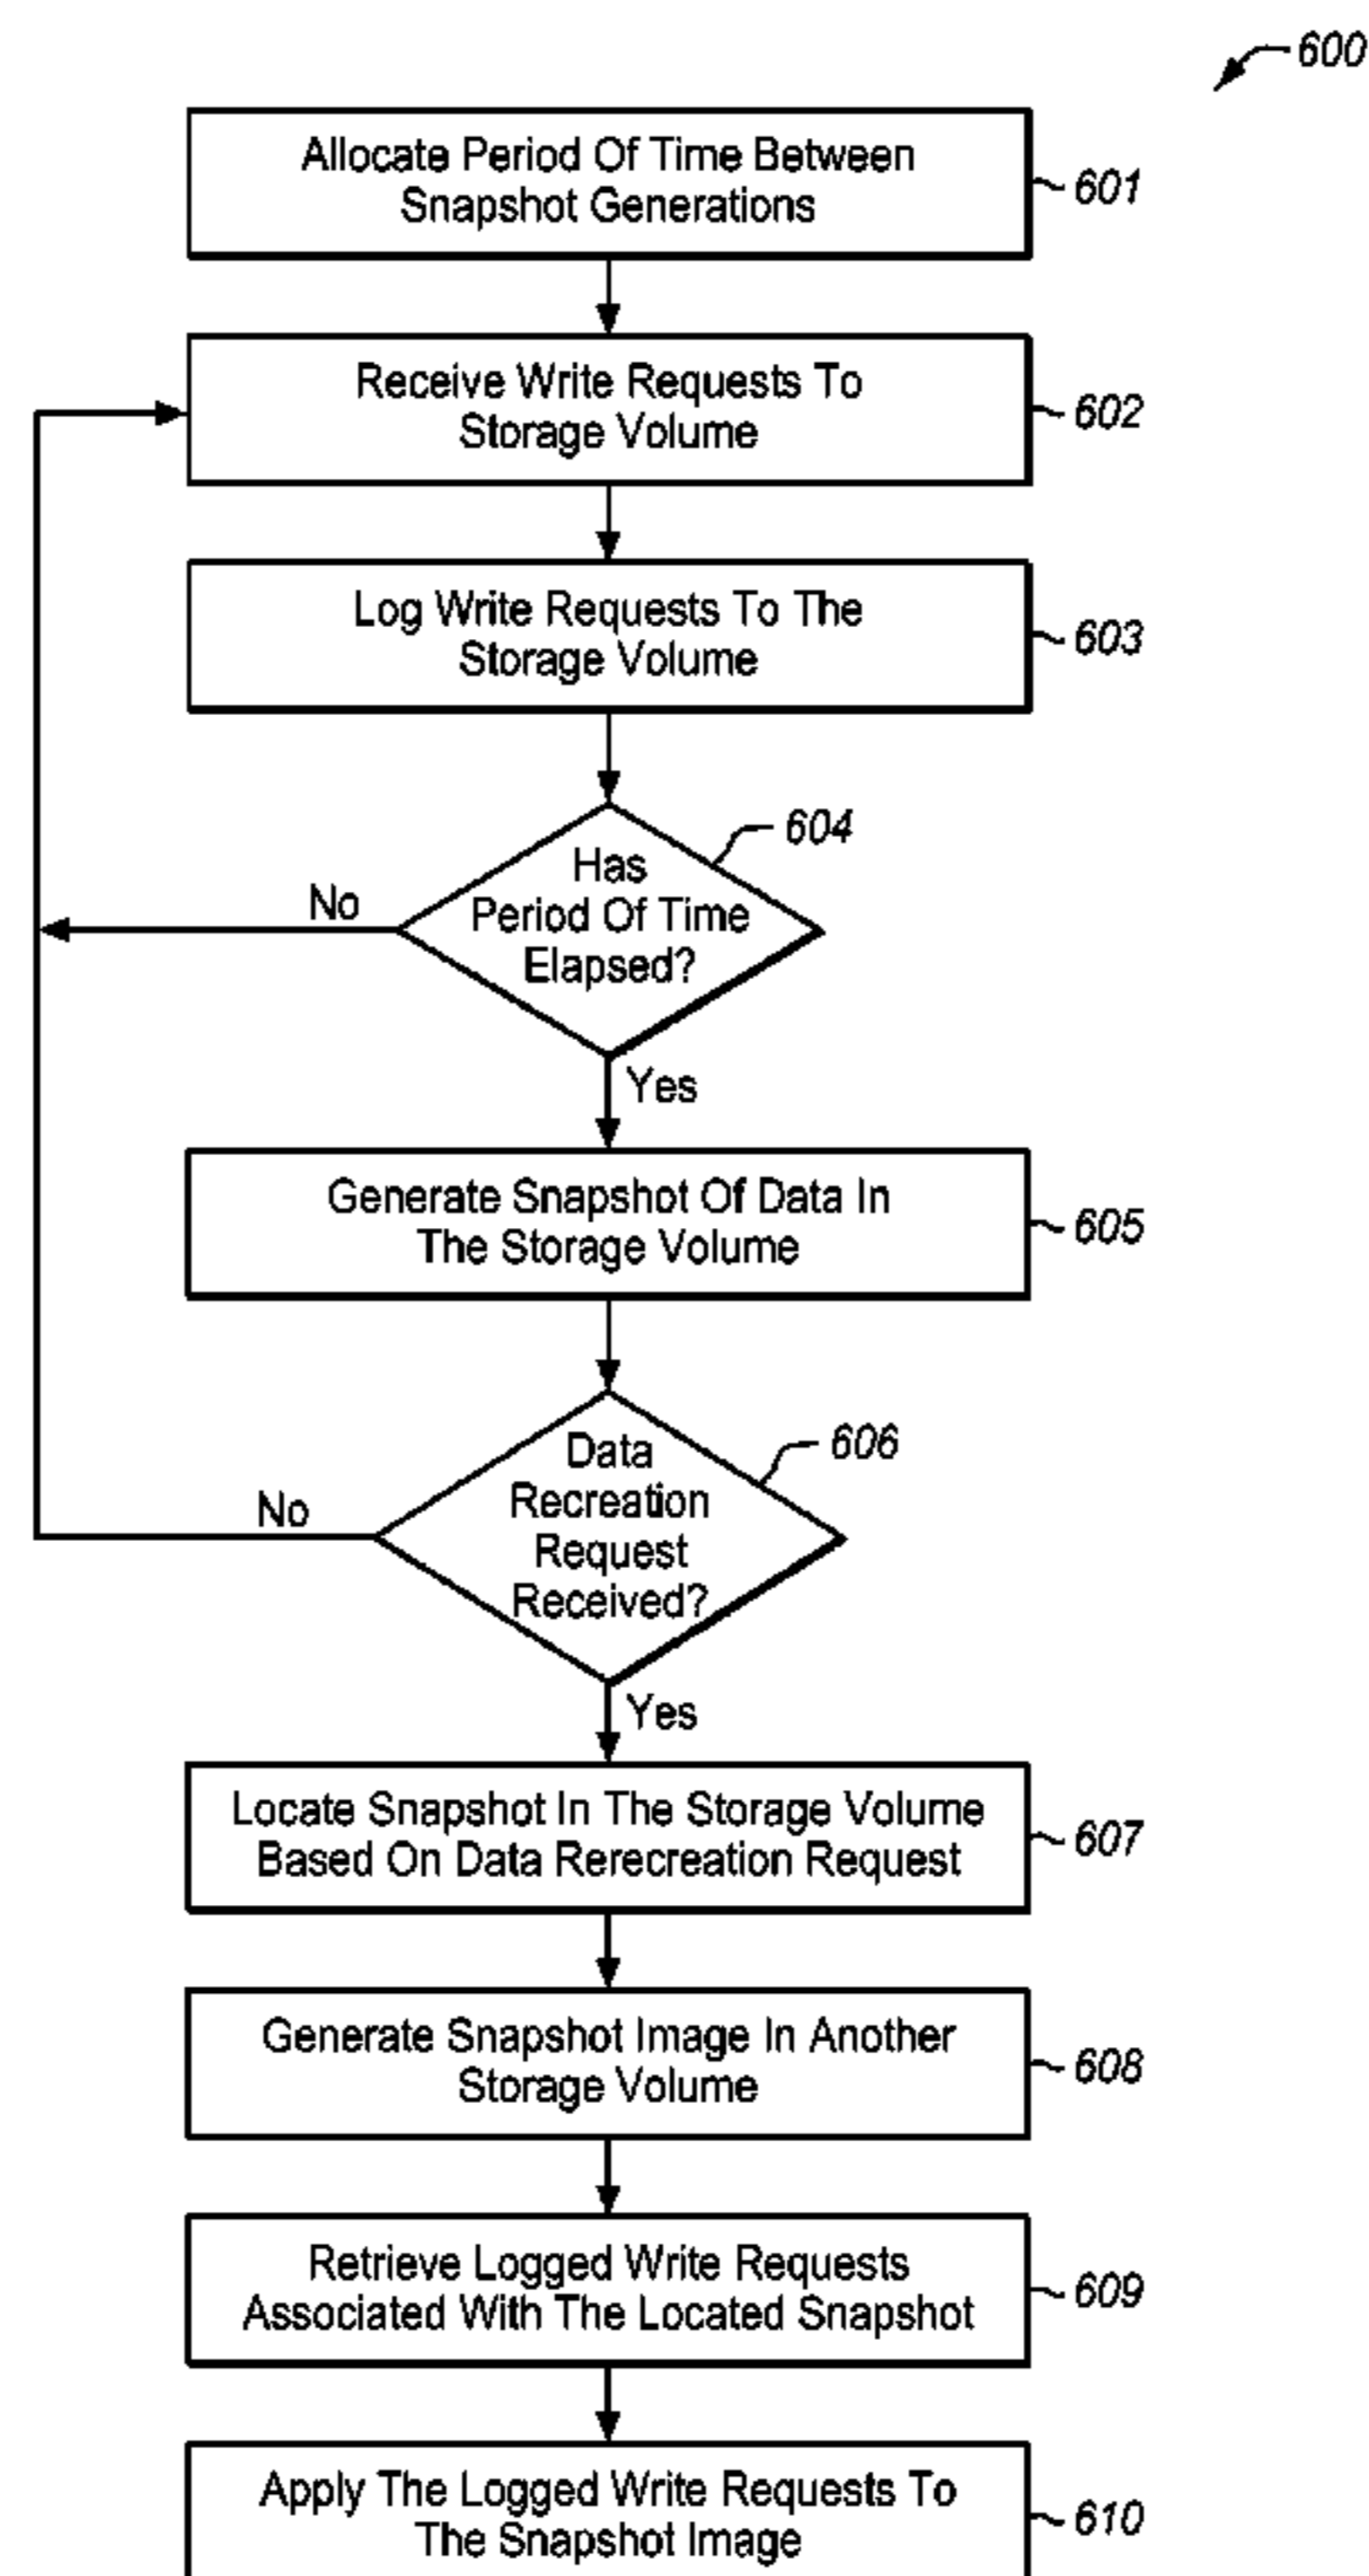 600
Allocate Period Of Time Between
Snapshot Generations
601
Receive Write Requests To
Storage Volume
602
Log Write Requests To The
Storage Volume
603
604
Has
Period Of Time
Elapsed?
No
Yes
Generate Snapshot Of Data In
The Storage Volume
605
606
Data
Recreation
Request
Received?
No
Yes
Locate Snapshot In The Storage Volume
Based On Data Rerecreation Request
607
Generate Snapshot Image In Another
Storage Volume
608
Retrieve Logged Write Requests
Associated With The Located Snapshot
609
Apply The Logged Write Requests To
The Snapshot Image
610